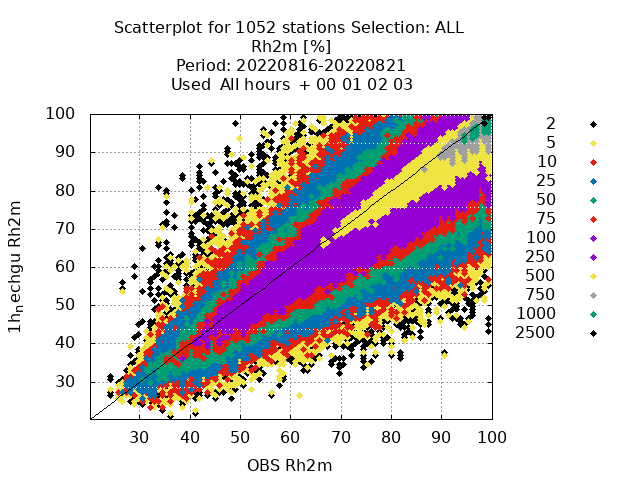 Scatterplot for 1052 stations Selection: ALL
Rh2m [%]
Period: 20220816-20220821
Used  All hours  + 00 01 02 03
1h_nechgu Rh2m
100
90
80
70
60
50
40
30
30 40 50 60 70 80 90 100
OBS Rh2m
2
5
10
25
50
75
100
250
500
750
1000
2500